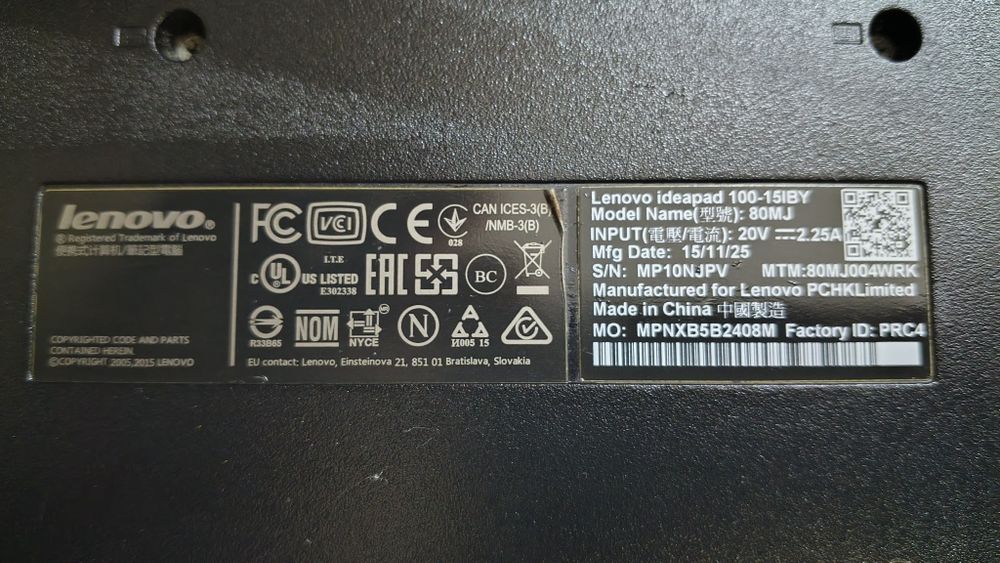 lenovo®
® Registered Trademark of Lenovo
便携式计算机/筆記型電腦
COPYRIGHTED CODE AND PARTS
CONTAINED HEREIN.
©COPYRIGHT 2005,2015 LENOVO
FC VCI CE 028 CAN ICES-3(B)
/NMB-3(B)
I.T.E
C UL US LISTED
E302338
EAC BC
R33B65
NOM
NYCE
N
И005 15
EU contact: Lenovo, Einsteinova 21, 851 01 Bratislava, Slovakia
Lenovo ideapad 100-15IBY
Model Name(型號): 80MJ
INPUT(電壓/電流): 20V ⎓2.25A
Mfg Date: 15/11/25
S/N: MP10NJPV MTM:80MJ004WRK
Manufactured for Lenovo PCHKLimited
Made in China 中國製造
MO: MPNXB5B2408M Factory ID: PRC4